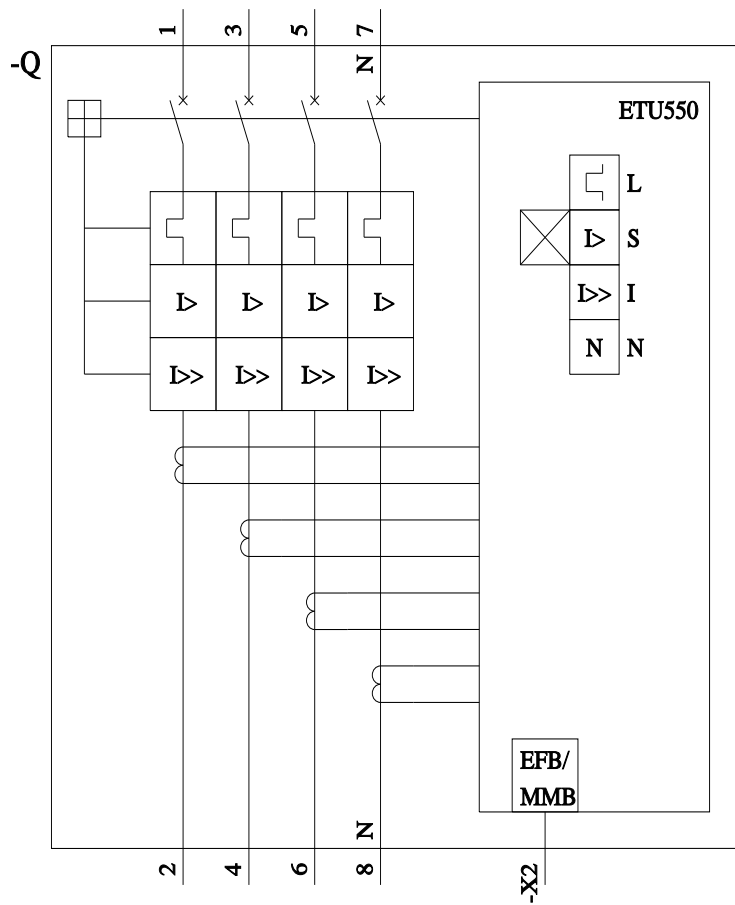 1 3 5 7
-Q
N
ETU550
L
I> S
I> I> I> I>
I>> I
N N
I>> I>> I>> I>>
EFB/
MMB
N
2 4 6 8
-X2